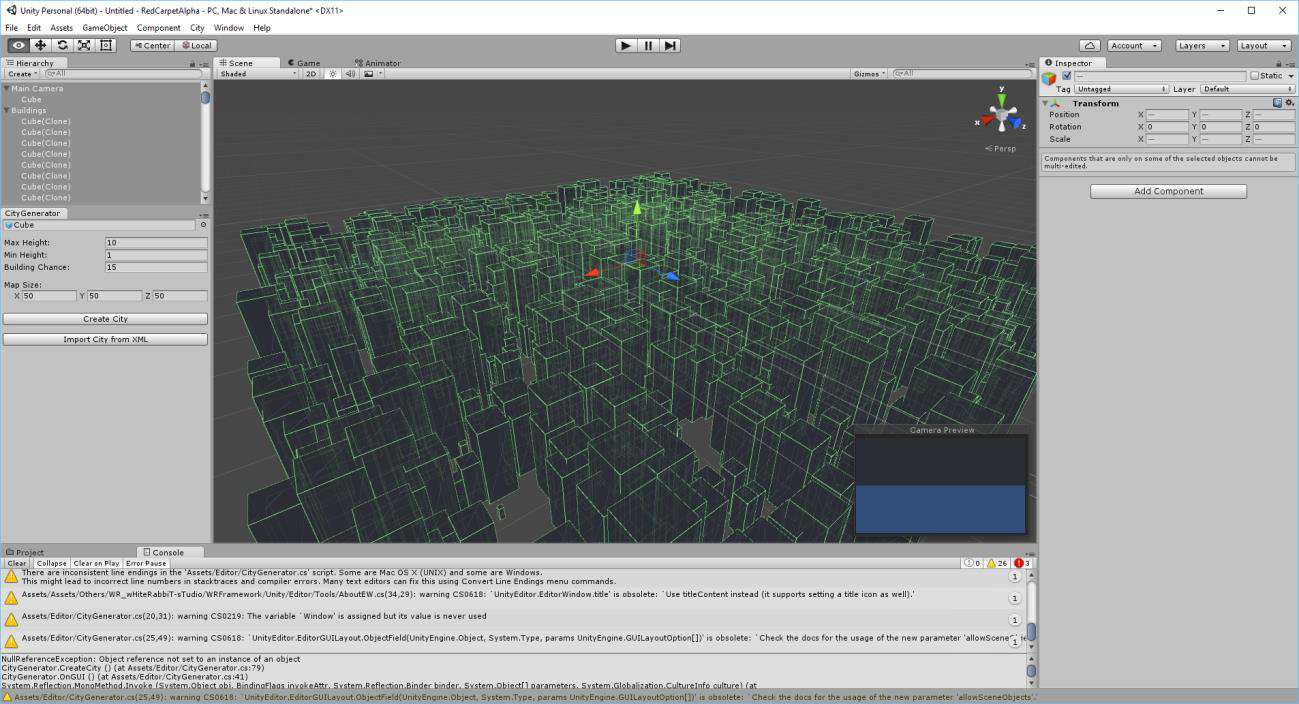 Unity Personal (64bit) - Untitled - RedCarpetAlpha - PC, Mac & Linux Standalone* <DX11>
File Edit Assets GameObject Component City Window Help
Center Local
Account Layers Layout
Hierarchy
Create All
Main Camera
Cube
Buildings
Cube(Clone)
Cube(Clone)
Cube(Clone)
Cube(Clone)
Cube(Clone)
Cube(Clone)
Cube(Clone)
Cube(Clone)
CityGenerator
Cube
Max Height: 10
Min Height: 1
Building Chance: 15
Map Size:
X 50 Y 50 Z 50
Create City
Import City from XML
Scene Game Animator
Shaded 2D Gizmos All
y
x z
Persp
Camera Preview
Inspector
— Static
Tag Untagged Layer Default
Transform
Position X — Y — Z —
Rotation X 0 Y 0 Z 0
Scale X — Y — Z —
Components that are only on some of the selected objects cannot be
multi-edited.
Add Component
Project Console
Clear Collapse Clear on Play Error Pause 0 26 3
There are inconsistent line endings in the 'Assets/Editor/CityGenerator.cs' script. Some are Mac OS X (UNIX) and some are Windows.
This might lead to incorrect line numbers in stacktraces and compiler errors. Many text editors can fix this using Convert Line Endings menu commands.
1
Assets/Assets/Others/WR_wHiteRabbiT-sTudio/WRFramework/Unity/Editor/Tools/AboutEW.cs(34,29): warning CS0618: `UnityEditor.EditorWindow.title' is obsolete: `Use titleContent instead (it supports setting a title icon as well).'
1
Assets/Editor/CityGenerator.cs(20,31): warning CS0219: The variable `Window' is assigned but its value is never used
1
Assets/Editor/CityGenerator.cs(25,49): warning CS0618: `UnityEditor.EditorGUILayout.ObjectField(UnityEngine.Object, System.Type, params UnityEngine.GUILayoutOption[])' is obsolete: `Check the docs for the usage of the new parameter 'allowScene
1
NullReferenceException: Object reference not set to an instance of an object
CityGenerator.CreateCity () (at Assets/Editor/CityGenerator.cs:79)
CityGenerator.OnGUI () (at Assets/Editor/CityGenerator.cs:41)
System.Reflection.MonoMethod.Invoke (System.Object obj, BindingFlags invokeAttr, System.Reflection.Binder binder, System.Object[] parameters, System.Globalization.CultureInfo culture) (at
Assets/Editor/CityGenerator.cs(25,49): warning CS0618: `UnityEditor.EditorGUILayout.ObjectField(UnityEngine.Object, System.Type, params UnityEngine.GUILayoutOption[])' is obsolete: `Check the docs for the usage of the new parameter 'allowSceneObjects'.'